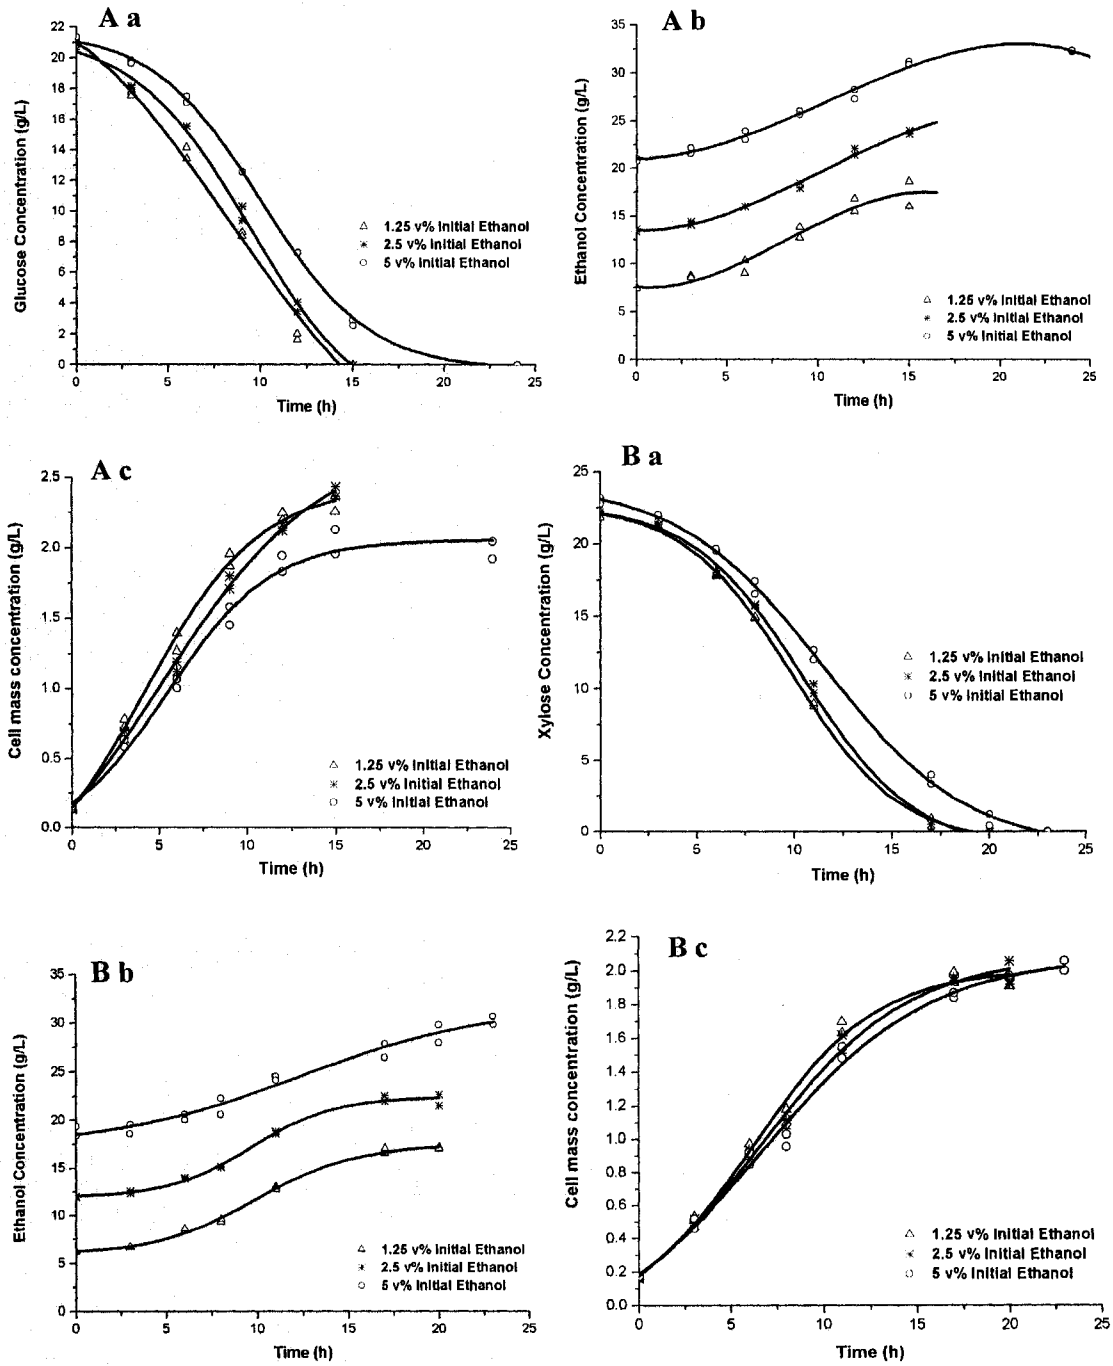 A a
22
20
18
16
14
12
10
8
6
4
2
0
Glucose Concentration (g/L)
1.25 v% Initial Ethanol
2.5 v% Initial Ethanol
5 v% Initial Ethanol
0 5 10 15 20 25
Time (h)
A b
35
30
25
20
15
10
5
0
Ethanol Concentration (g/L)
1.25 v% Initial Ethanol
2.5 v% Initial Ethanol
5 v% Initial Ethanol
0 5 10 15 20 25
Time (h)
A c
2.5
2.0
1.5
1.0
0.5
0.0
Cell mass concentration (g/L)
1.25 v% Initial Ethanol
2.5 v% Initial Ethanol
5 v% Initial Ethanol
0 5 10 15 20 25
Time (h)
B a
25
20
15
10
5
0
Xylose Concentration (g/L)
1.25 v% Initial Ethanol
2.5 v% Initial Ethanol
5 v% Initial Ethanol
0 5 10 15 20 25
Time (h)
B b
35
30
25
20
15
10
5
0
Ethanol Concentration (g/L)
1.25 v% Initial Ethanol
2.5 v% Initial Ethanol
5 v% Initial Ethanol
0 5 10 15 20 25
Time (h)
B c
2.2
2.0
1.8
1.6
1.4
1.2
1.0
0.8
0.6
0.4
0.2
0.0
Cell mass concentration (g/L)
1.25 v% Initial Ethanol
2.5 v% Initial Ethanol
5 v% Initial Ethanol
0 5 10 15 20 25
Time (h)